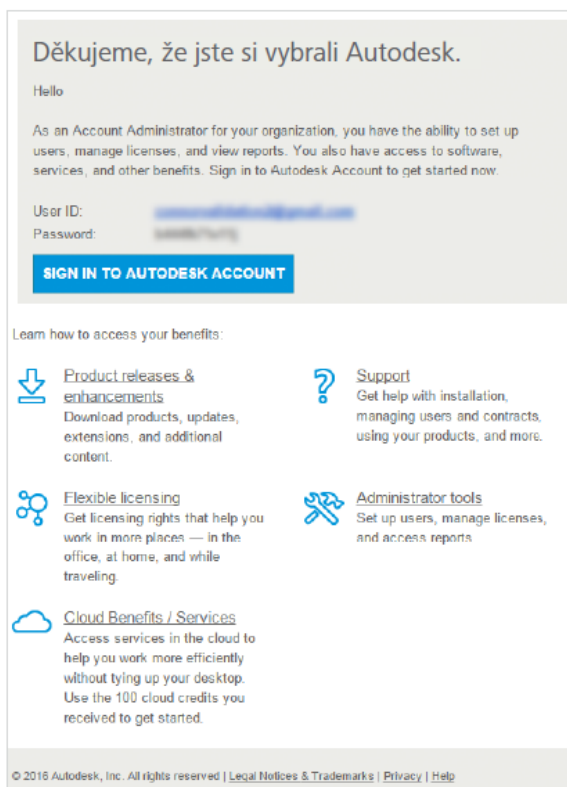 Děkujeme, že jste si vybrali Autodesk.
Hello
As an Account Administrator for your organization, you have the ability to set up
users, manage licenses, and view reports. You also have access to software,
services, and other benefits. Sign in to Autodesk Account to get started now.
User ID:
Password:
SIGN IN TO AUTODESK ACCOUNT
Learn how to access your benefits:
Product releases &
enhancements
Download products, updates,
extensions, and additional
content.
Support
Get help with installation,
managing users and contracts,
using your products, and more.
Flexible licensing
Get licensing rights that help you
work in more places — in the
office, at home, and while
traveling.
Administrator tools
Set up users, manage licenses,
and access reports
Cloud Benefits / Services
Access services in the cloud to
help you work more efficiently
without tying up your desktop.
Use the 100 cloud credits you
received to get started.
© 2016 Autodesk, Inc. All rights reserved | Legal Notices & Trademarks | Privacy | Help